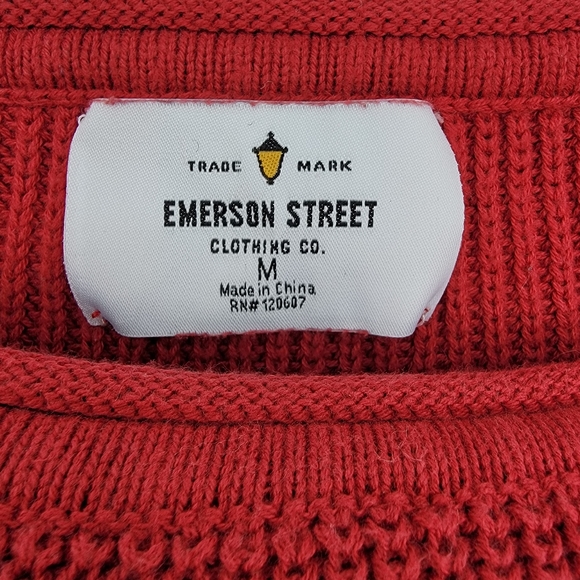 TRADE MARK
EMERSON STREET
CLOTHING CO.
M
Made in China
RN# 120607